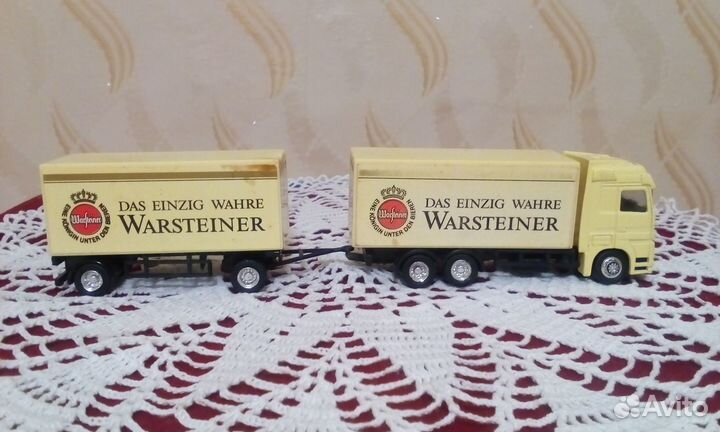 DAS EINZIG WAHRE
WARSTEINER
Warsteiner
EINE KÖNIGIN UNTER DEN BIEREN
DAS EINZIG WAHRE
WARSTEINER
Warsteiner
EINE KÖNIGIN UNTER DEN BIEREN
Avito